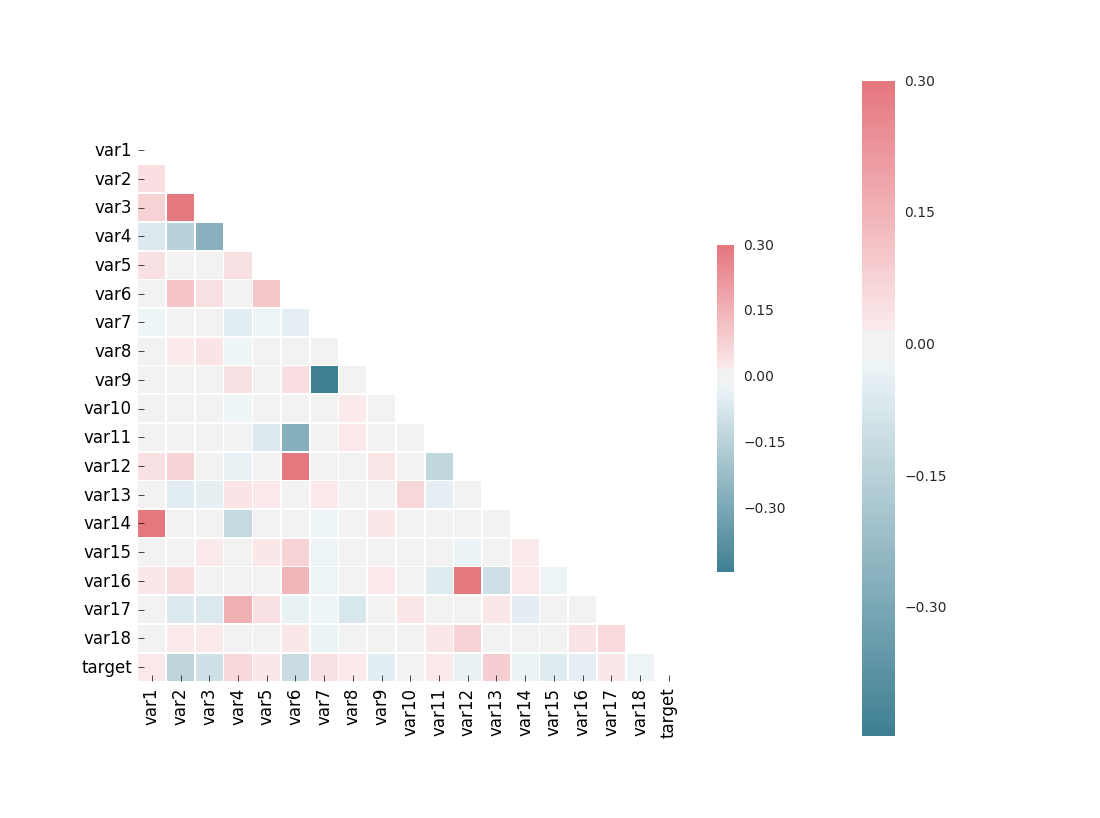 var1
var2
var3
var4
var5
var6
var7
var8
var9
var10
var11
var12
var13
var14
var15
var16
var17
var18
target
var1
var2
var3
var4
var5
var6
var7
var8
var9
var10
var11
var12
var13
var14
var15
var16
var17
var18
target
0.30
0.15
0.00
−0.15
−0.30
0.30
0.15
0.00
−0.15
−0.30